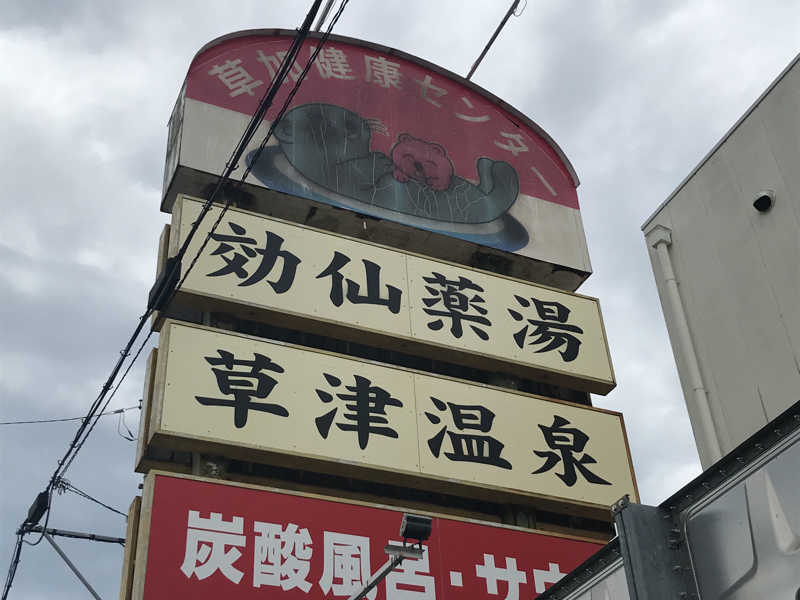 草加健康センター
効仙薬湯
草津温泉
炭酸風呂・サウ